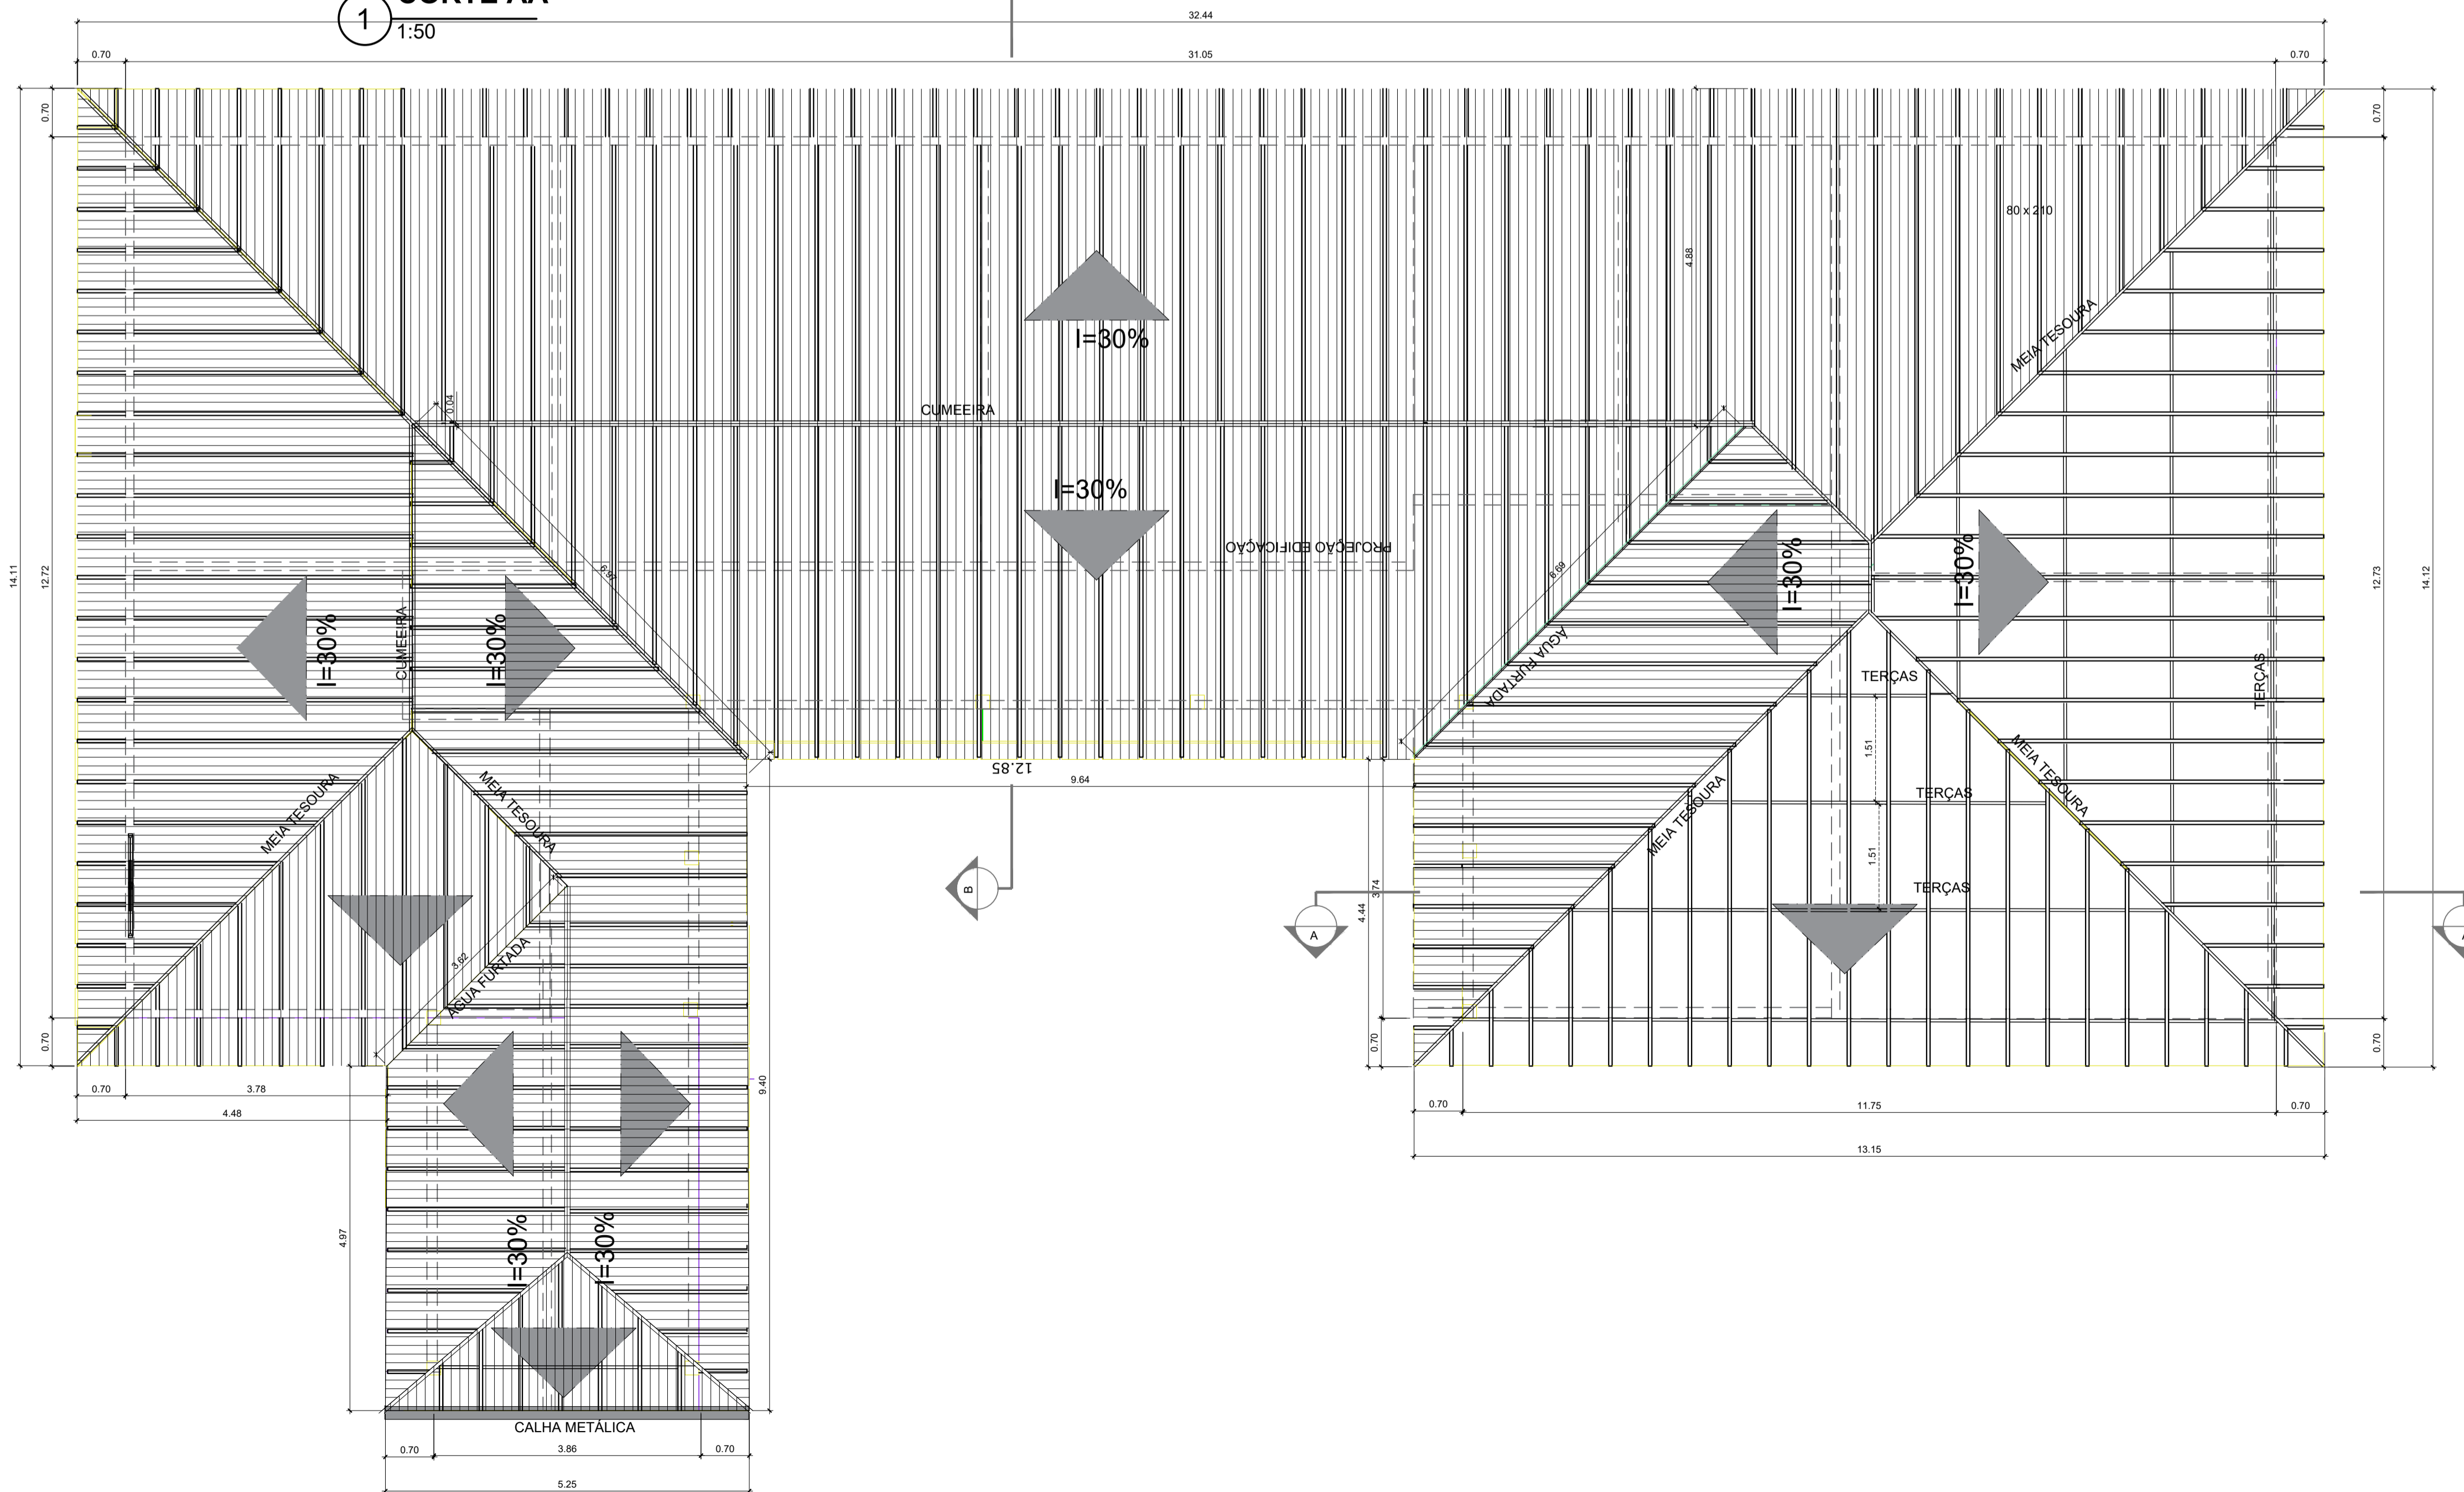 CORTE AA
1
1:50
32.44
0.70
31.05
0.70
0.70
0.70
14.11
12.72
80 x 210
4.88
I=30%
MEIA TESOURA
0.04
CUMEEIRA
I=30%
PROJEÇÃO EDIFICAÇÃO
6.97
6.69
I=30%
I=30%
12.73
14.12
I=30%
CUMEEIRA
I=30%
ÁGUA FURTADA
TERÇAS
TERÇAS
1.51
MEIA TESOURA
MEIA TESOURA
12.85
9.64
MEIA TESOURA
MEIA TESOURA
TERÇAS
1.51
TERÇAS
B
A
3.74
4.44
3.62
ÁGUA FURTADA
0.70
0.70
0.70
0.70
3.78
9.40
4.48
0.70
11.75
0.70
13.15
4.97
I=30%
I=30%
CALHA METÁLICA
0.70
3.86
0.70
5.25